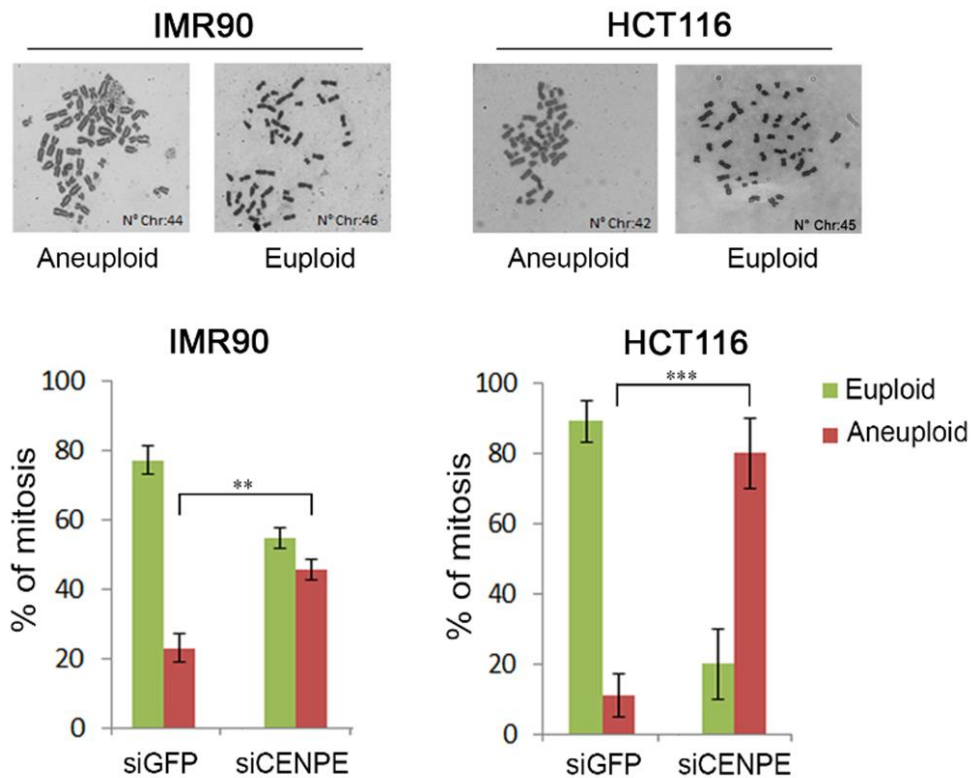 IMR90
HCT116
N° Chr:44
N° Chr:46
N° Chr:42
N° Chr:45
Aneuploid
Euploid
Aneuploid
Euploid
IMR90
HCT116
100
80
60
40
20
0
% of mitosis
**
siGFP
siCENPE
100
80
60
40
20
0
% of mitosis
***
siGFP
siCENPE
Euploid
Aneuploid